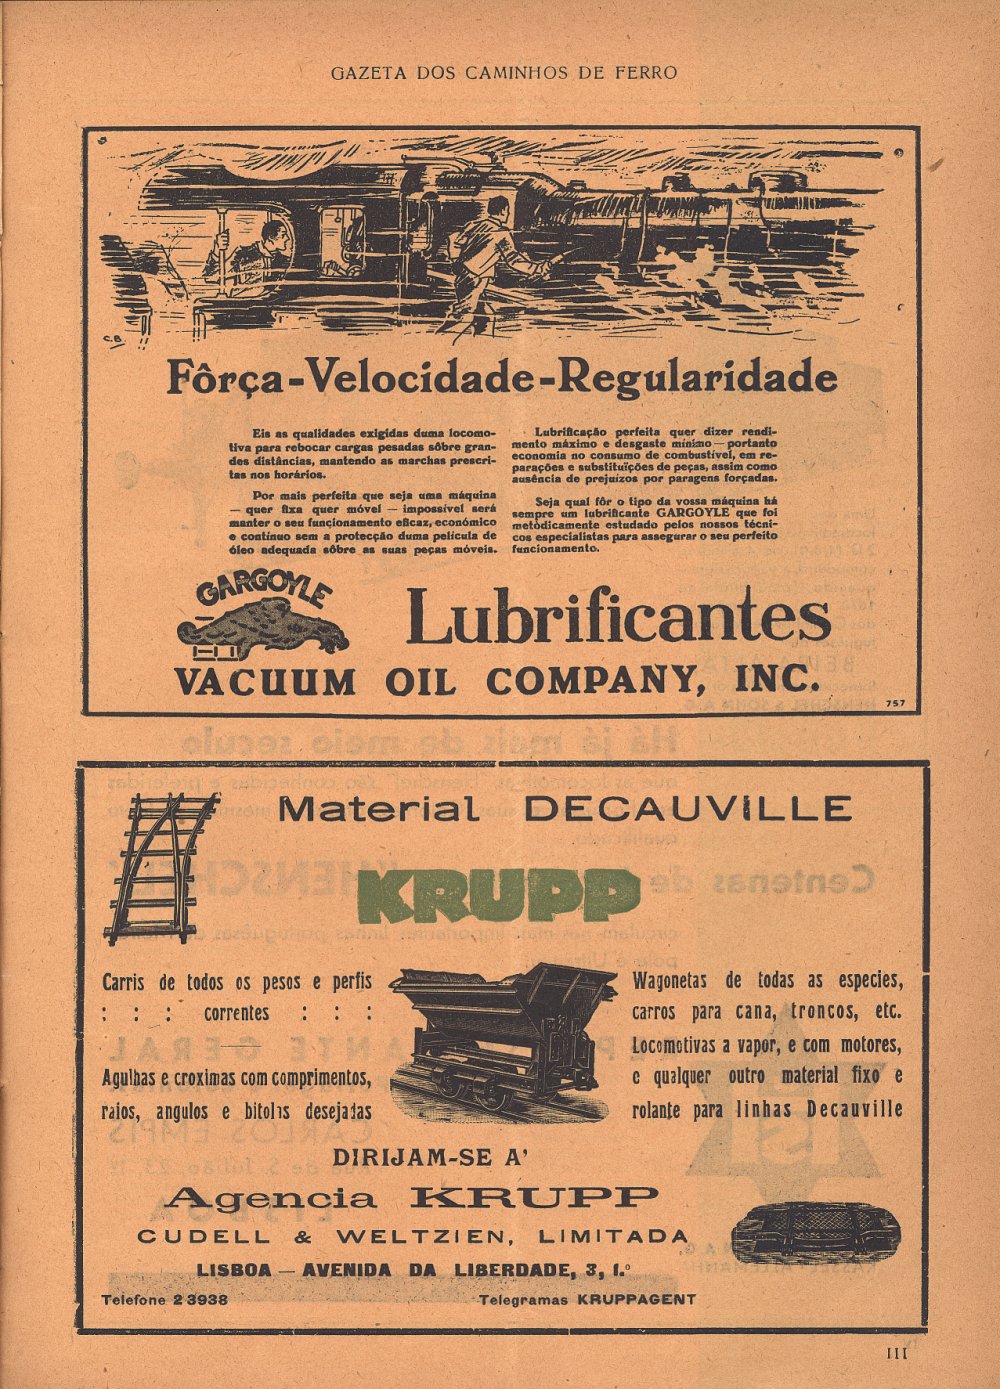 GAZETA DOS CAMINHOS DE FERRO
C.B.
Fôrça-Velocidade-Regularidade
Eis as qualidades exigidas duma locomo-
tiva para rebocar cargas pesadas sôbre gran-
des distâncias, mantendo as marchas prescri-
tas nos horários.
Por mais perfeita que seja uma máquina
— quer fixa quer móvel — impossível será
manter o seu funcionamento eficaz, económico
e contínuo sem a protecção duma película de
óleo adequada sôbre as suas peças móveis.
Lubrificação perfeita quer dizer rendi-
mento máximo e desgaste mínimo — portanto
economia no consumo de combustível, em re-
parações e substituïções de peças, assim como
ausência de prejuízos por paragens forçadas.
Seja qual fôr o tipo da vossa máquina há
sempre um lubrificante GARGOYLE que foi
metòdicamente estudado pelos nossos técni-
cos especialistas para assegurar o seu perfeito
funcionamento.
GARGOYLE
Lubrificantes
VACUUM OIL COMPANY, INC.
757
Material DECAUVILLE
KRUPP
Carris de todos os pesos e perfis
: : : correntes : : :
Agulhas e croximas com comprimentos,
raios, angulos e bitolas desejadas
Wagonetas de todas as especies,
carros para cana, troncos, etc.
Locomotivas a vapor, e com motores,
e qualquer outro material fixo e
rolante para linhas Decauville
DIRIJAM-SE A'
Agencia KRUPP
CUDELL & WELTZIEN, LIMITADA
LISBOA — AVENIDA DA LIBERDADE, 3, 1.º
Telefone 23938
Telegramas KRUPPAGENT
III